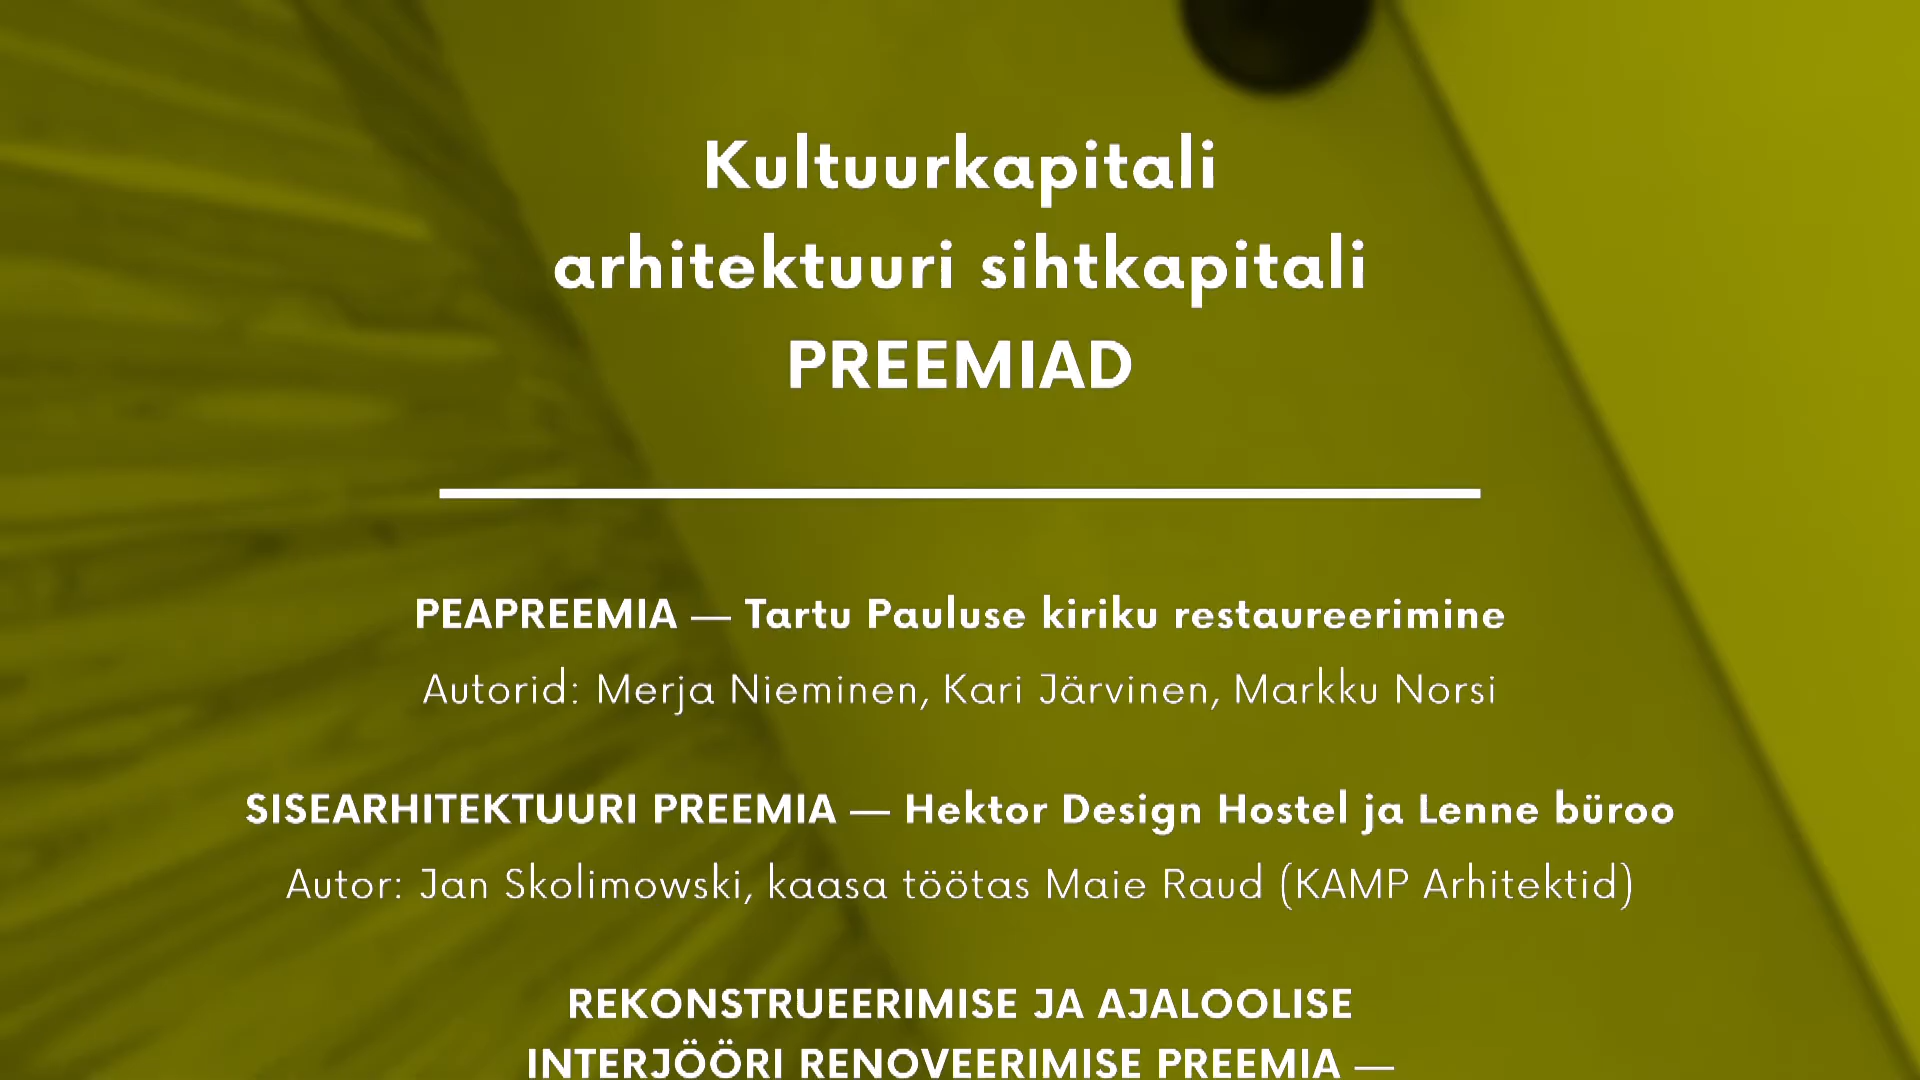 Kultuurkapitali
arhitektuuri sihtkapitali
PREEMIAD
PEAPREEMIA — Tartu Pauluse kiriku restaureerimine
Autorid: Merja Nieminen, Kari Järvinen, Markku Norsi
SISEARHITEKTUURI PREEMIA — Hektor Design Hostel ja Lenne büroo
Autor: Jan Skolimowski, kaasa töötas Maie Raud (KAMP Arhitektid)
REKONSTRUEERIMISE JA AJALOOLISE
INTERJÖÖRI RENOVEERIMISE PREEMIA —